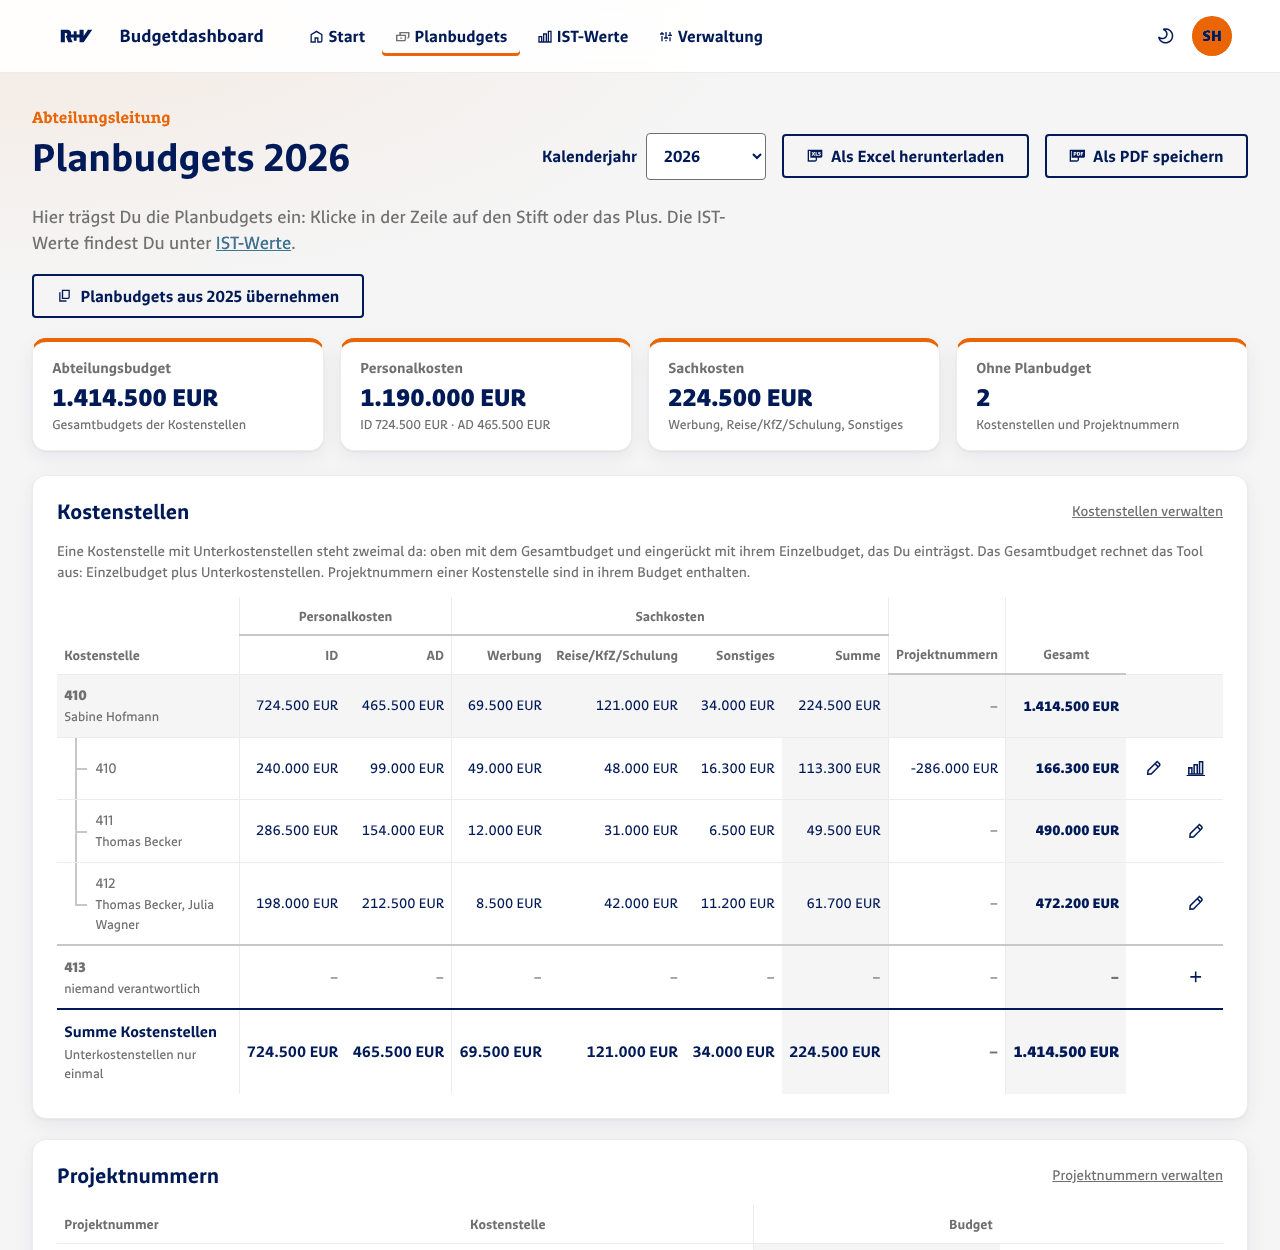 R+V Budgetdashboard Start Planbudgets IST-Werte Verwaltung SH
Abteilungsleitung
Planbudgets 2026
Kalenderjahr 2026 Als Excel herunterladen Als PDF speichern
Hier trägst Du die Planbudgets ein: Klicke in der Zeile auf den Stift oder das Plus. Die IST-
Werte findest Du unter IST-Werte.
Planbudgets aus 2025 übernehmen
Abteilungsbudget
1.414.500 EUR
Gesamtbudgets der Kostenstellen
Personalkosten
1.190.000 EUR
ID 724.500 EUR · AD 465.500 EUR
Sachkosten
224.500 EUR
Werbung, Reise/KfZ/Schulung, Sonstiges
Ohne Planbudget
2
Kostenstellen und Projektnummern
Kostenstellen Kostenstellen verwalten
Eine Kostenstelle mit Unterkostenstellen steht zweimal da: oben mit dem Gesamtbudget und eingerückt mit ihrem Einzelbudget, das Du einträgst. Das Gesamtbudget rechnet das Tool
aus: Einzelbudget plus Unterkostenstellen. Projektnummern einer Kostenstelle sind in ihrem Budget enthalten.
Personalkosten Sachkosten
Kostenstelle ID AD Werbung Reise/KfZ/Schulung Sonstiges Summe Projektnummern Gesamt
410
Sabine Hofmann
724.500 EUR 465.500 EUR 69.500 EUR 121.000 EUR 34.000 EUR 224.500 EUR – 1.414.500 EUR
410 240.000 EUR 99.000 EUR 49.000 EUR 48.000 EUR 16.300 EUR 113.300 EUR -286.000 EUR 166.300 EUR
411
Thomas Becker
286.500 EUR 154.000 EUR 12.000 EUR 31.000 EUR 6.500 EUR 49.500 EUR – 490.000 EUR
412
Thomas Becker, Julia
Wagner
198.000 EUR 212.500 EUR 8.500 EUR 42.000 EUR 11.200 EUR 61.700 EUR – 472.200 EUR
413
niemand verantwortlich
– – – – – – – –
Summe Kostenstellen
Unterkostenstellen nur
einmal
724.500 EUR 465.500 EUR 69.500 EUR 121.000 EUR 34.000 EUR 224.500 EUR – 1.414.500 EUR
Projektnummern Projektnummern verwalten
Projektnummer Kostenstelle Budget